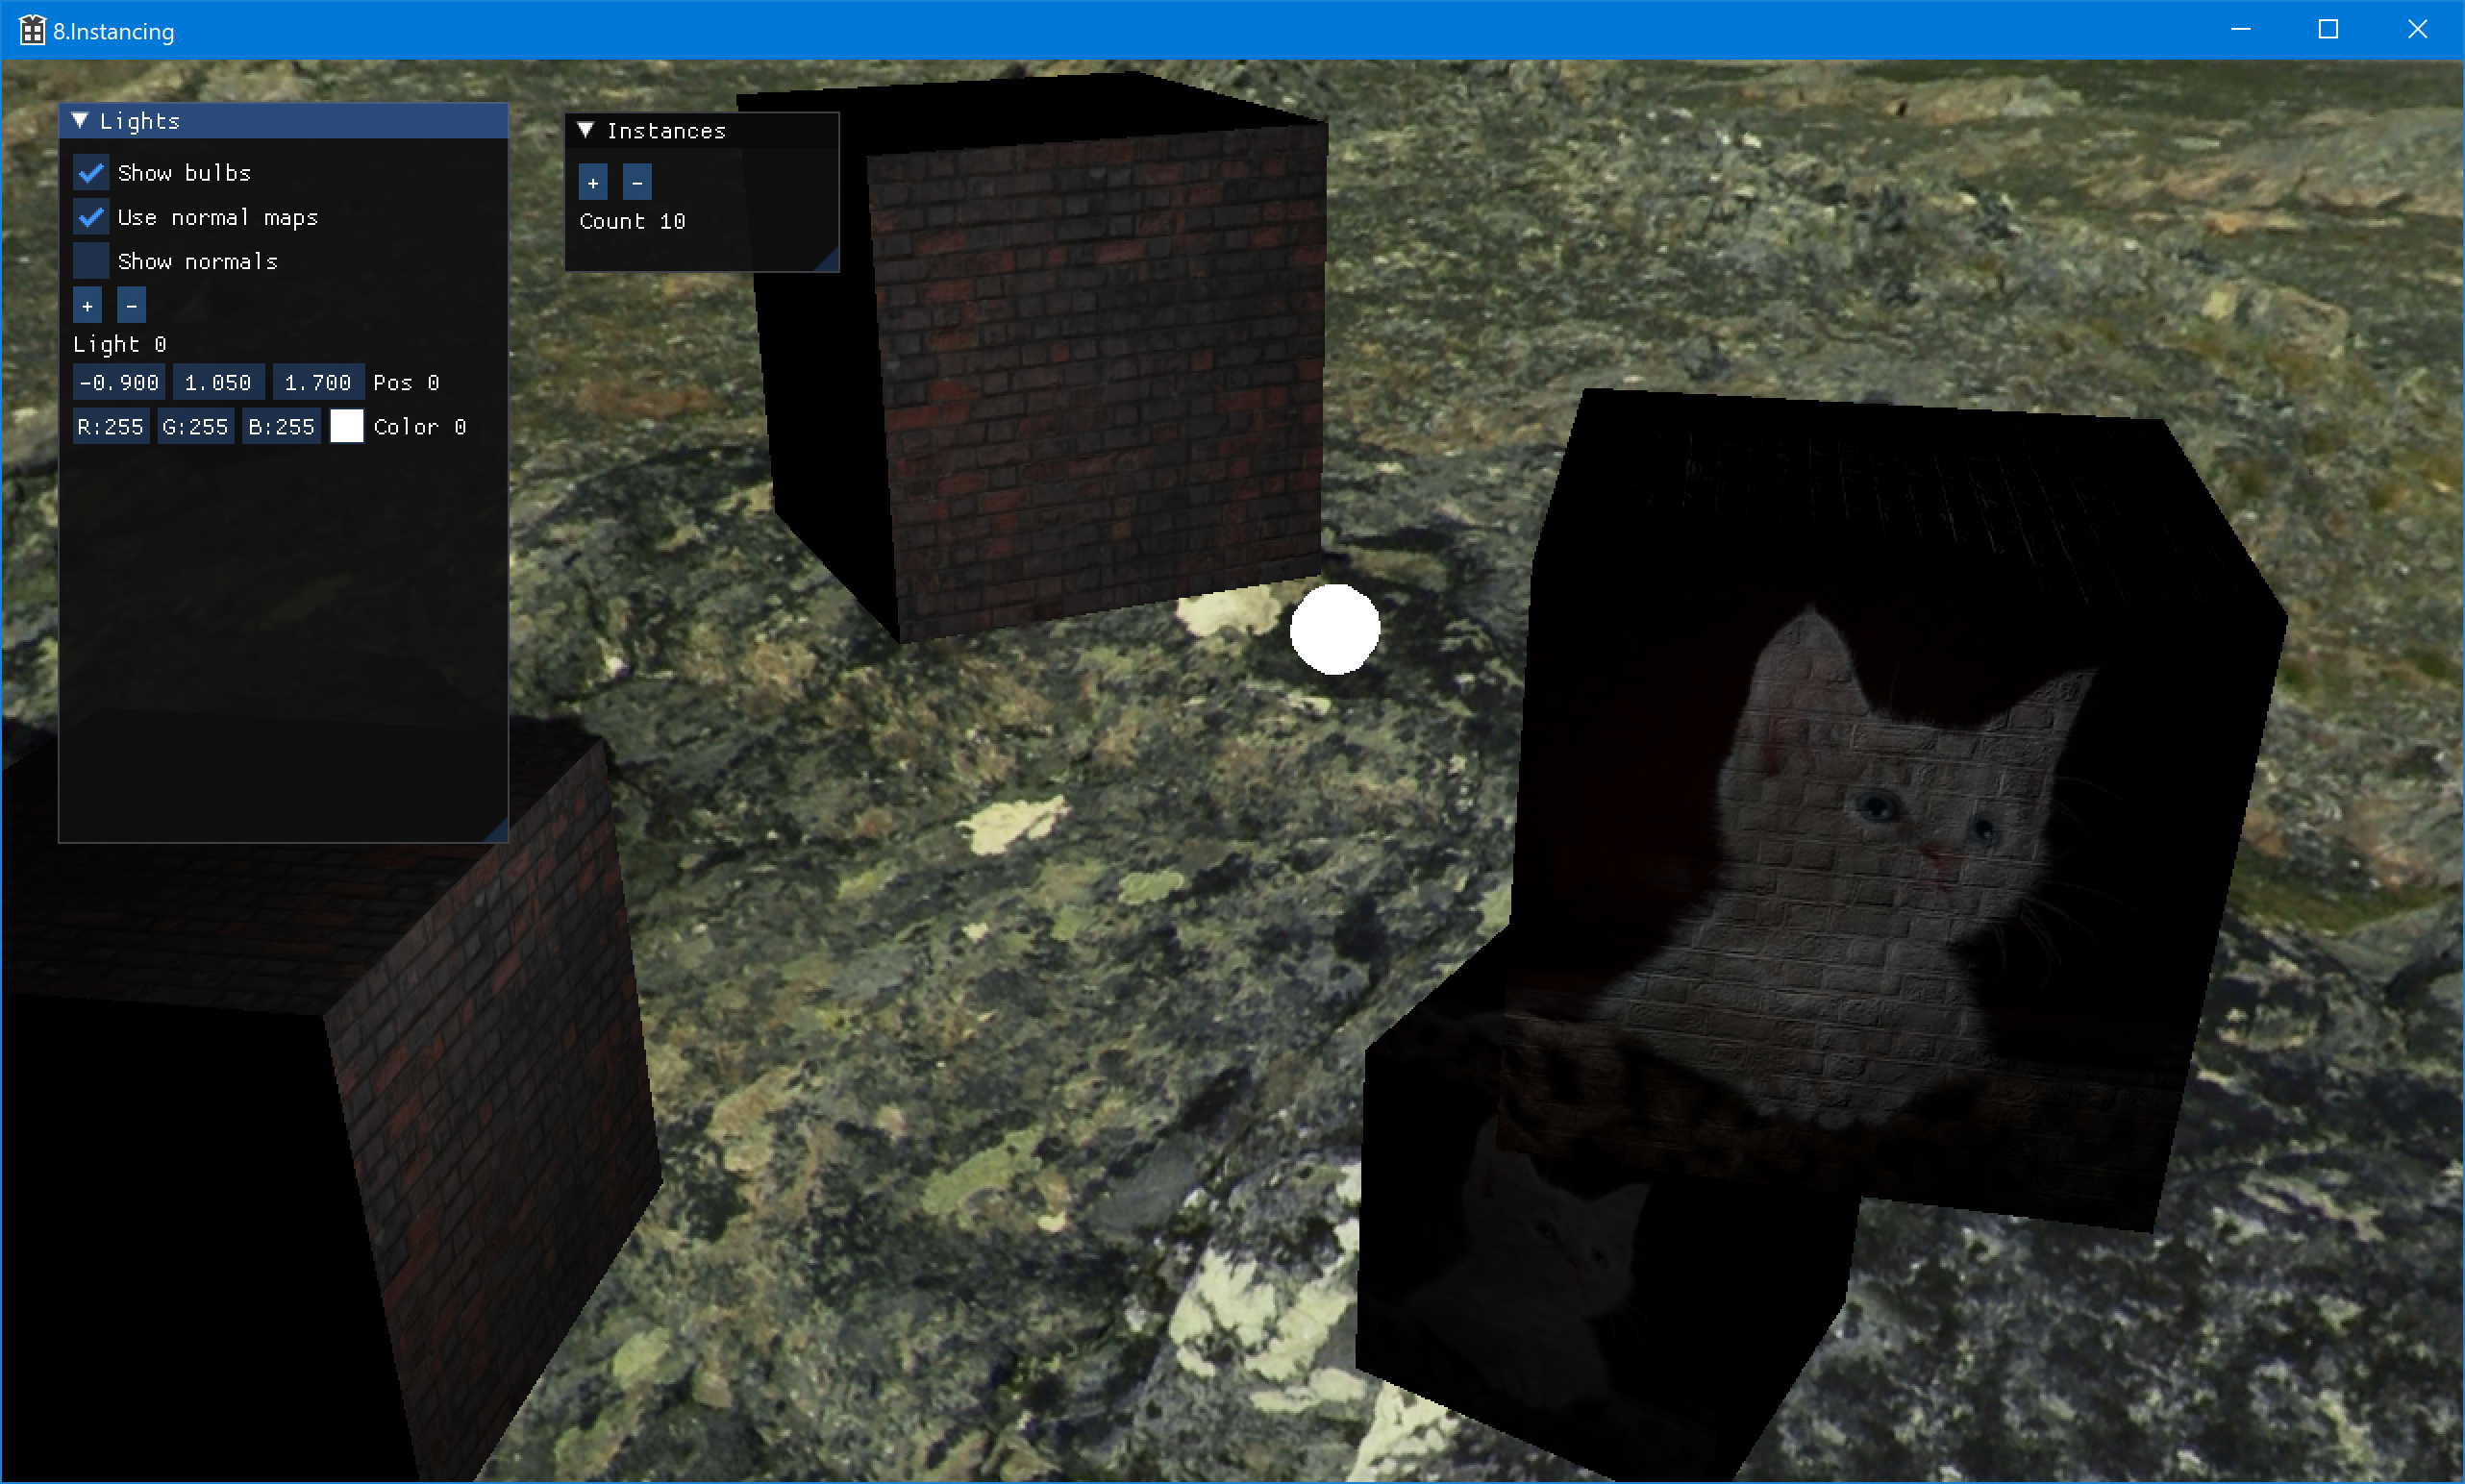 8.Instancing
Lights
Show bulbs
Use normal maps
Show normals
+ -
Light 0
-0.900 1.050 1.700 Pos 0
R:255 G:255 B:255 Color 0
Instances
+ -
Count 10